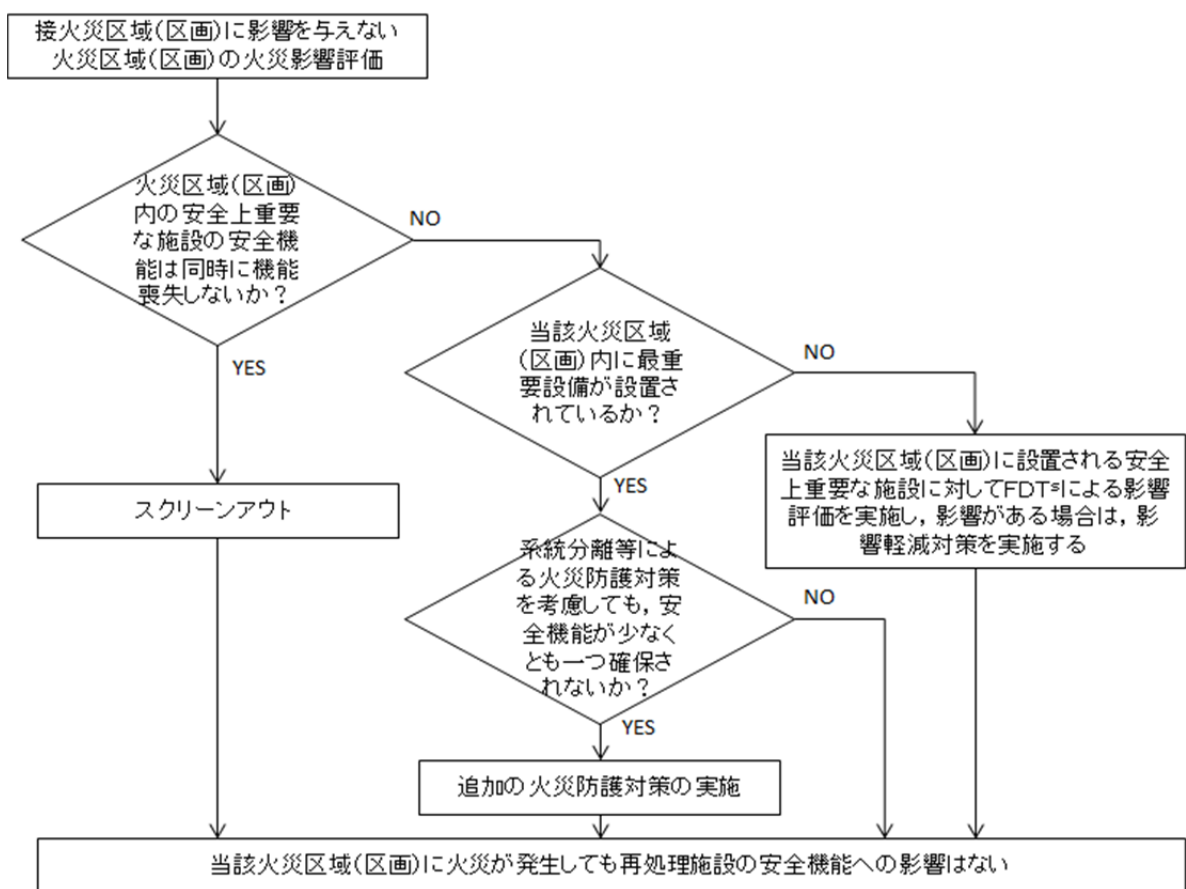 接火災区域(区画)に影響を与えない
火災区域(区画)の火災影響評価
火災区域(区画)
内の安全上重要
な施設の安全機
能は同時に機能
喪失しないか?
NO
YES
当該火災区域
(区画)内に最重
要設備が設置さ
れているか?
NO
YES
スクリーンアウト
当該火災区域(区画)に設置される安全
上重要な施設に対してFDTˢによる影響
評価を実施し,影響がある場合は,影
響軽減対策を実施する
系統分離等によ
る火災防護対策
を考慮しても,安
全機能が少なく
とも一つ確保さ
れないか?
NO
YES
追加の火災防護対策の実施
当該火災区域(区画)に火災が発生しても再処理施設の安全機能への影響はない